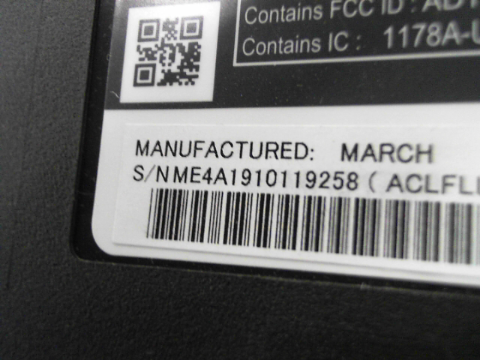 Contains FCC ID :
Contains IC : 1178A-U
MANUFACTURED: MARCH
S/N ME4A1910119258 ( ACLFL